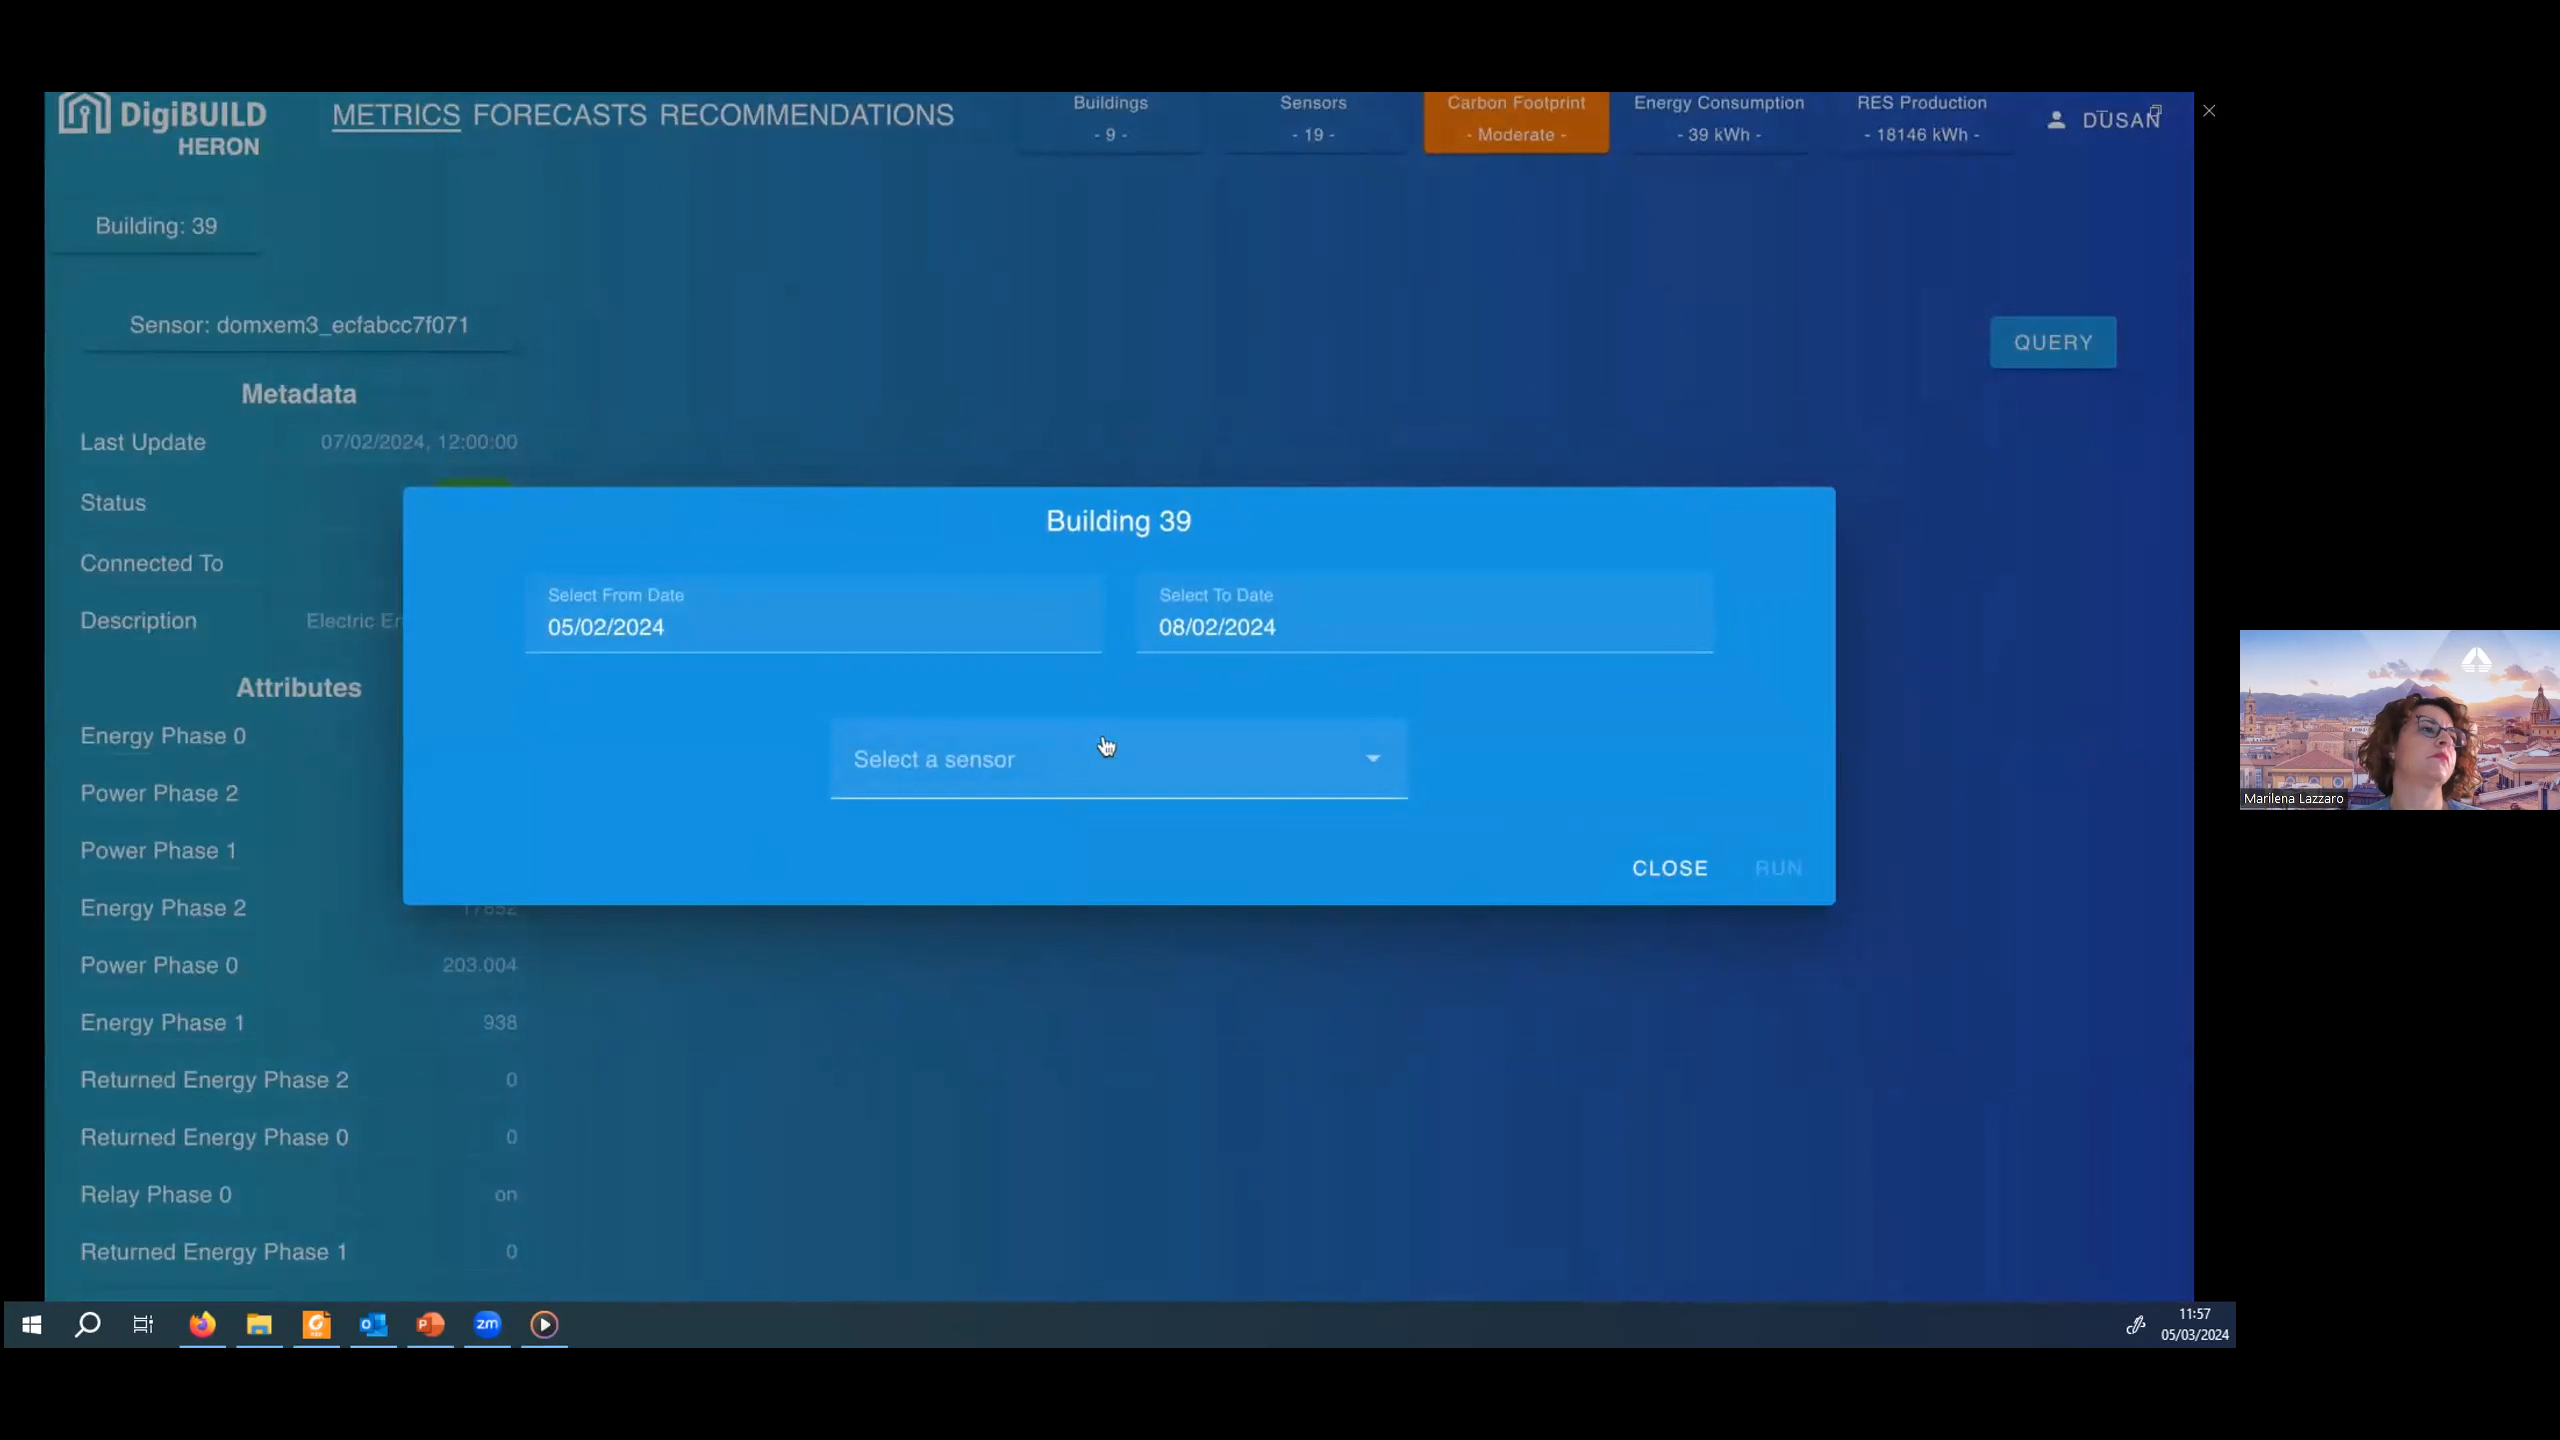 DigiBUILD
HERON
METRICS FORECASTS RECOMMENDATIONS
Buildings
- 9 -
Sensors
- 19 -
Carbon Footprint
- Moderate -
Energy Consumption
- 39 kWh -
RES Production
- 18146 kWh -
DUSAN
Building: 39
Sensor: domxem3_ecfabcc7f071
QUERY
Metadata
Last Update 07/02/2024, 12:00:00
Status
Connected To
Description Electric En
Attributes
Energy Phase 0
Power Phase 2
Power Phase 1
Energy Phase 2 17652
Power Phase 0 203.004
Energy Phase 1 938
Returned Energy Phase 2 0
Returned Energy Phase 0 0
Relay Phase 0 on
Returned Energy Phase 1 0
Building 39
Select From Date
05/02/2024
Select To Date
08/02/2024
Select a sensor
CLOSE RUN
Marilena Lazzaro
zm
11:57
05/03/2024